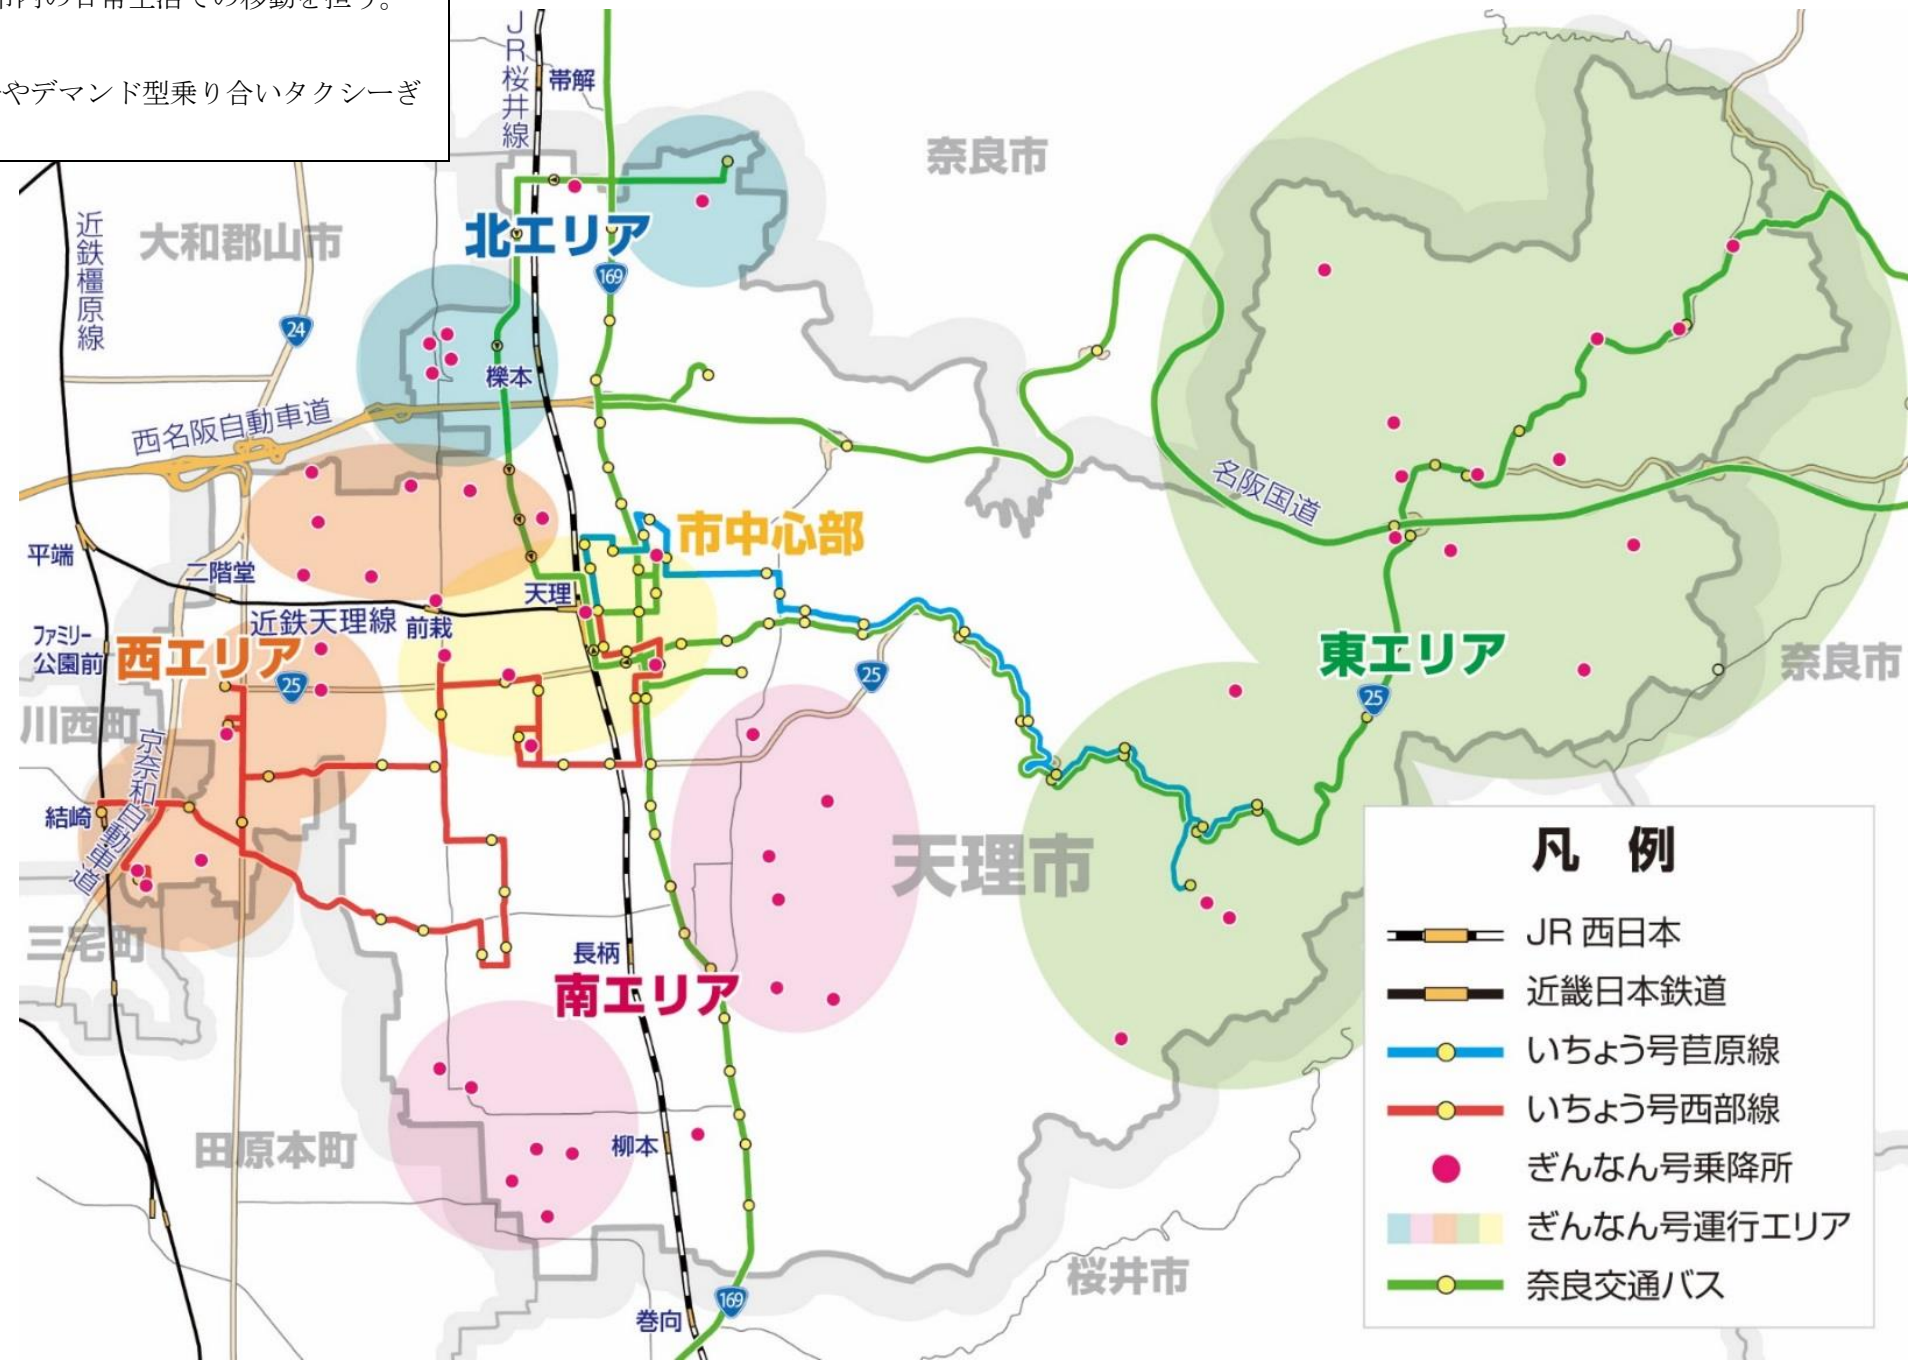 市内の日常生活での移動を担う。
やデマンド型乗り合いタクシーぎ
JR桜井線
帯解
奈良市
近鉄橿原線
大和郡山市
北エリア
169
24
櫟本
西名阪自動車道
名阪国道
市中心部
平端
二階堂
天理
近鉄天理線
前栽
ファミリー
公園前
西エリア
25
25
東エリア
25
奈良市
川西町
京奈和自動車道
結崎
天理市
三宅町
長柄
南エリア
田原本町
柳本
桜井市
巻向
169
凡 例
JR 西日本
近畿日本鉄道
いちょう号苣原線
いちょう号西部線
ぎんなん号乗降所
ぎんなん号運行エリア
奈良交通バス